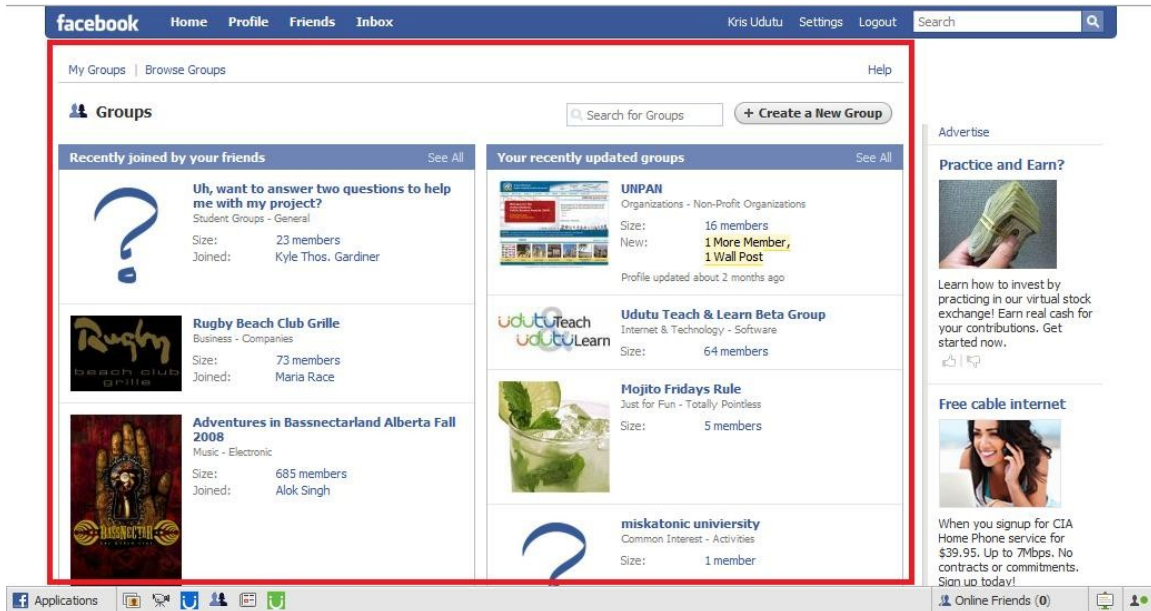 facebook Home Profile Friends Inbox Kris Udutu Settings Logout Search
My Groups | Browse Groups Help
Groups
Search for Groups
+ Create a New Group
Recently joined by your friends See All
Uh, want to answer two questions to help
me with my project?
Student Groups - General
Size: 23 members
Joined: Kyle Thos. Gardiner
Rugby
beach club
grille
Rugby Beach Club Grille
Business - Companies
Size: 73 members
Joined: Maria Race
BASSNECTAR
Adventures in Bassnectarland Alberta Fall
2008
Music - Electronic
Size: 685 members
Joined: Alok Singh
Your recently updated groups See All
UNPAN
Organizations - Non-Profit Organizations
Size: 16 members
New: 1 More Member,
1 Wall Post
Profile updated about 2 months ago
udutuTeach
&
udutuLearn
Udutu Teach & Learn Beta Group
Internet & Technology - Software
Size: 64 members
Mojito Fridays Rule
Just for Fun - Totally Pointless
Size: 5 members
miskatonic univiersity
Common Interest - Activities
Size: 1 member
Advertise
Practice and Earn?
Learn how to invest by
practicing in our virtual stock
exchange! Earn real cash for
your contributions. Get
started now.
Free cable internet
When you signup for CIA
Home Phone service for
$39.95. Up to 7Mbps. No
contracts or commitments.
Sign up today!
Applications
Online Friends (0)